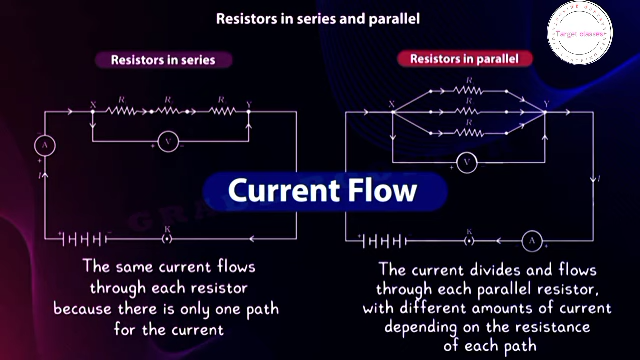 Resistors in series and parallel
Target classes
Resistors in series
Resistors in parallel
X R R R Y
R
X R Y
R
A
+ V -
+ V
I
I
Current Flow
+ - K
+ - K A
The same current flows
through each resistor
because there is only one path
for the current
The current divides and flows
through each parallel resistor,
with different amounts of current
depending on the resistance
of each path